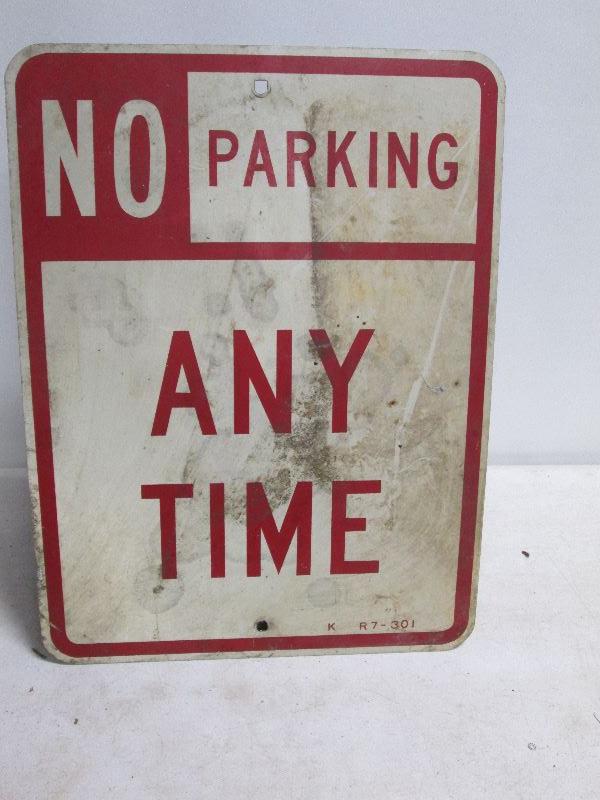 NO PARKING
ANY
TIME
K R7-301